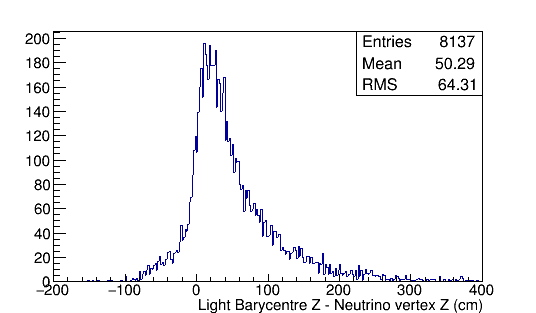 200
180
160
140
120
100
80
60
40
20
0
Entries 8137
Mean 50.29
RMS 64.31
−200 −100 0 100 200 300 400
Light Barycentre Z - Neutrino vertex Z (cm)